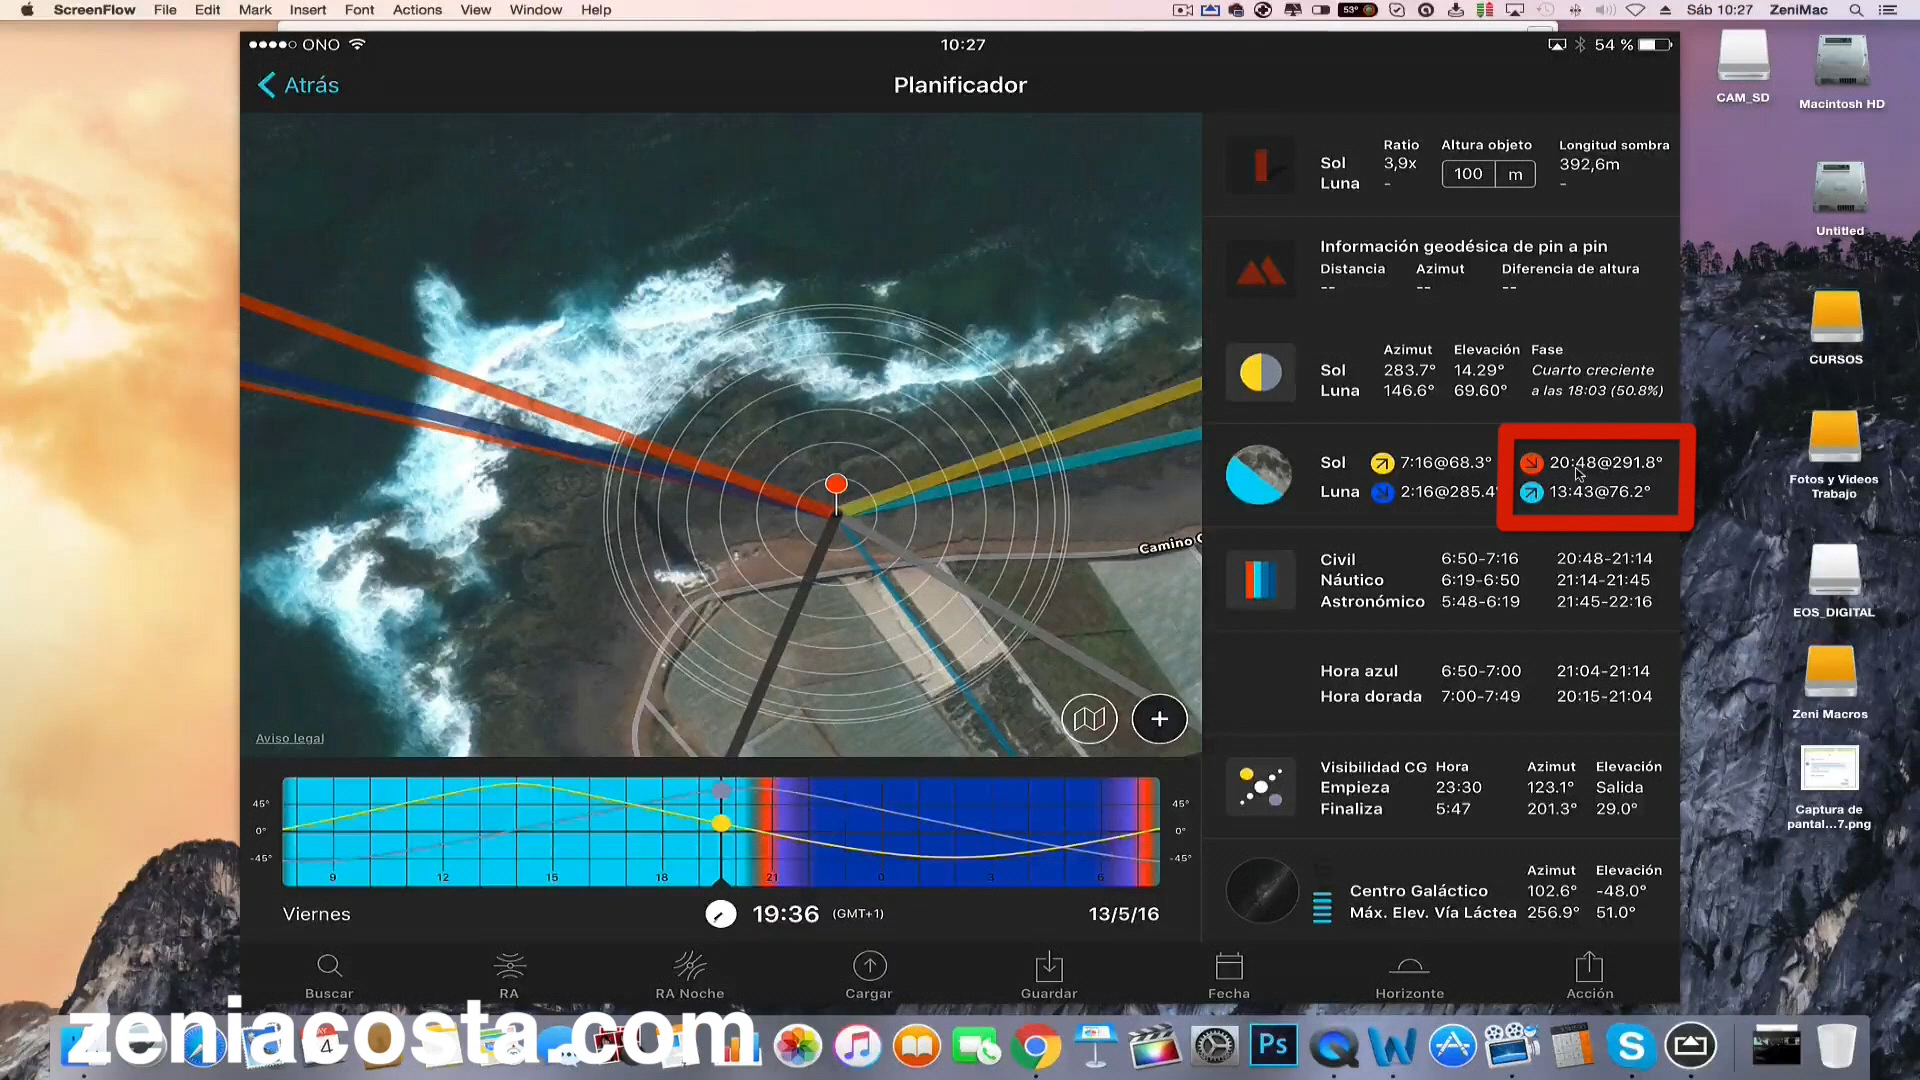 ScreenFlow File Edit Mark Insert Font Actions View Window Help
53°
Sáb 10:27 ZeniMac
ONO
10:27
54 %
Atrás
Planificador
CAM_SD
Macintosh HD
Untitled
CURSOS
Fotos y Videos
Trabajo
EOS_DIGITAL
Zeni Macros
Captura de
pantal...7.png
Ratio Altura objeto Longitud sombra
Sol 3,9x 100 m 392,6m
Luna - -
Información geodésica de pin a pin
Distancia Azimut Diferencia de altura
-- -- --
Azimut Elevación Fase
Sol 283.7° 14.29° Cuarto creciente
Luna 146.6° 69.60° a las 18:03 (50.8%)
Sol 7:16@68.3° 20:48@291.8°
Luna 2:16@285.4° 13:43@76.2°
Civil 6:50-7:16 20:48-21:14
Náutico 6:19-6:50 21:14-21:45
Astronómico 5:48-6:19 21:45-22:16
Hora azul 6:50-7:00 21:04-21:14
Hora dorada 7:00-7:49 20:15-21:04
Visibilidad CG Hora Azimut Elevación
Empieza 23:30 123.1° Salida
Finaliza 5:47 201.3° 29.0°
Azimut Elevación
Centro Galáctico 102.6° -48.0°
Máx. Elev. Vía Láctea 256.9° 51.0°
Camino
Aviso legal
45° 45°
0° 0°
-45° -45°
9 12 15 18 21 0 3 6
Viernes 19:36 (GMT+1) 13/5/16
Buscar RA RA Noche Cargar Guardar Fecha Horizonte Acción
zeniacosta.com
4
Ps